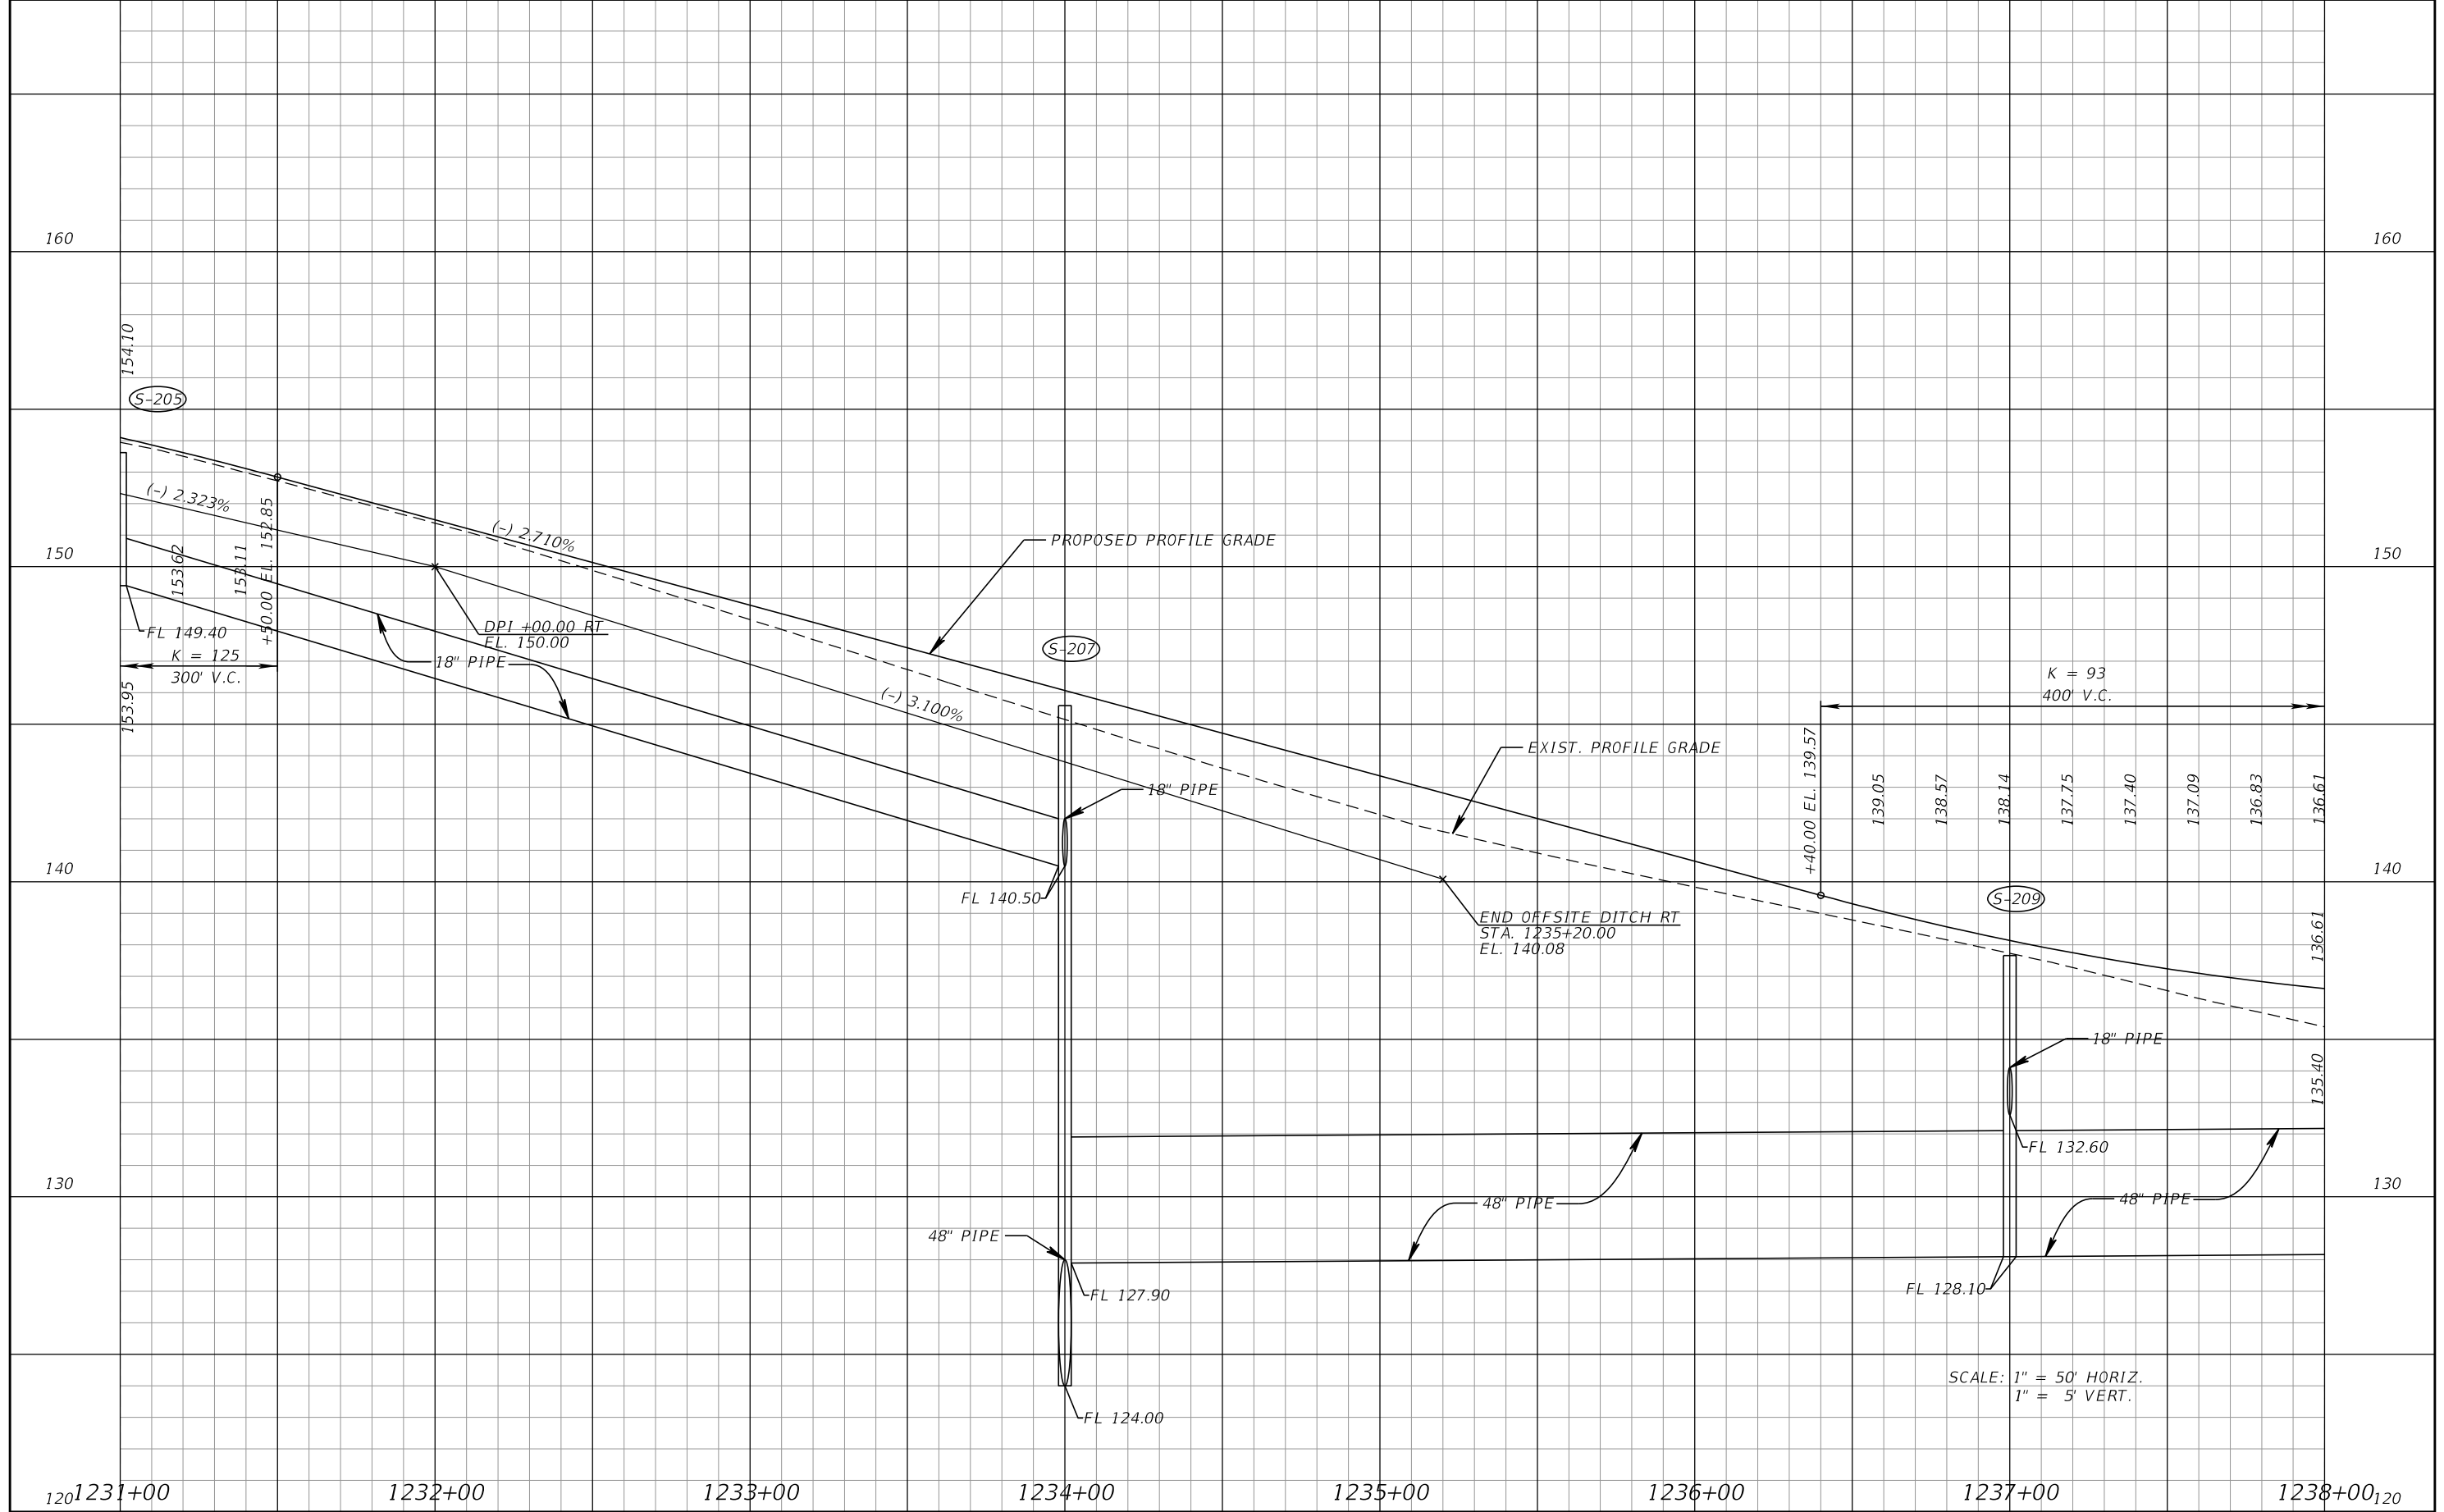 160
160
154.10
S-205
(-) 2.323%
+50.00 EL. 152.85
(-) 2.710%
PROPOSED PROFILE GRADE
150
150
153.62
153.11
FL 149.40
DPI +00.00 RT
EL. 150.00
K = 125
300' V.C.
18" PIPE
153.95
S-207
(-) 3.100%
K = 93
400' V.C.
EXIST. PROFILE GRADE
+40.00 EL. 139.57
139.05
138.57
138.14
137.75
137.40
137.09
136.83
136.61
18" PIPE
140
140
FL 140.50
S-209
END OFFSITE DITCH RT
STA. 1235+20.00
EL. 140.08
136.61
18" PIPE
135.40
FL 132.60
130
130
48" PIPE
48" PIPE
48" PIPE
FL 127.90
FL 128.10
SCALE: 1" = 50' HORIZ.
1" = 5' VERT.
FL 124.00
120
1231+00
1232+00
1233+00
1234+00
1235+00
1236+00
1237+00
1238+00
120